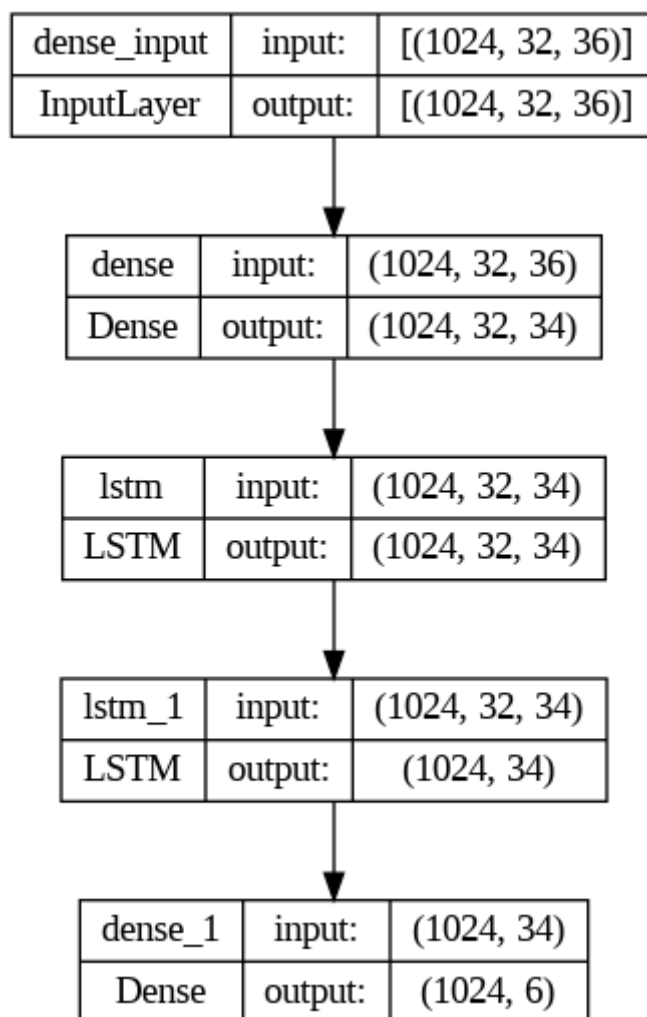 dense_input input: [(1024, 32, 36)]
InputLayer output: [(1024, 32, 36)]
dense input: (1024, 32, 36)
Dense output: (1024, 32, 34)
lstm input: (1024, 32, 34)
LSTM output: (1024, 32, 34)
lstm_1 input: (1024, 32, 34)
LSTM output: (1024, 34)
dense_1 input: (1024, 34)
Dense output: (1024, 6)